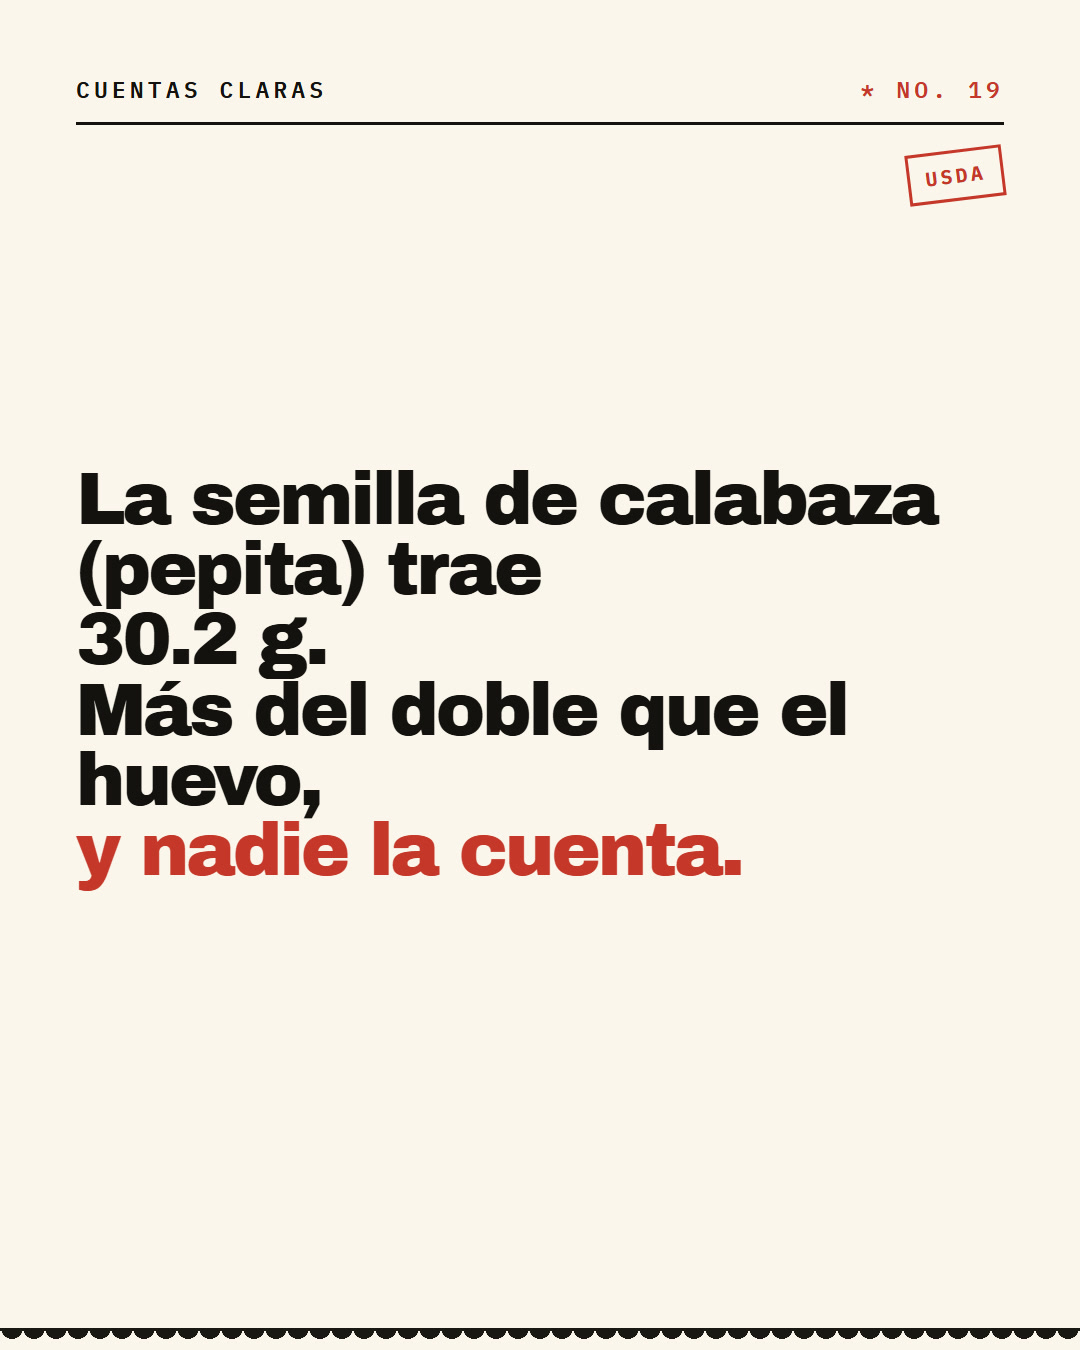 CUENTAS CLARAS
* NO. 19
USDA
La semilla de calabaza
(pepita) trae
30.2 g.
Más del doble que el
huevo,
y nadie la cuenta.